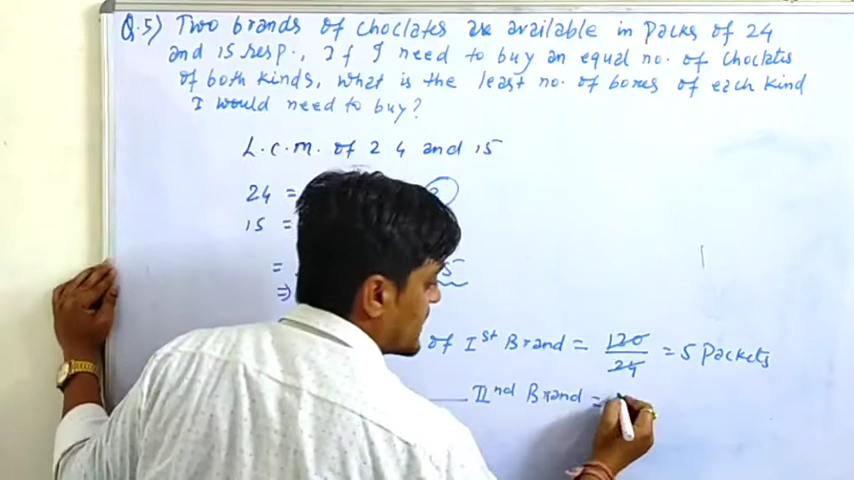 Q.5) Two brands of choclates are available in packs of 24
and 15 resp., If I need to buy an equal no. of choclates
of both kinds, what is the least no. of boxes of each kind
I would need to buy?
L.C.M. of 24 and 15
24 =
15 =
= 5
⇒
of Ist Brand = 120/24 = 5 Packets
IInd Brand =